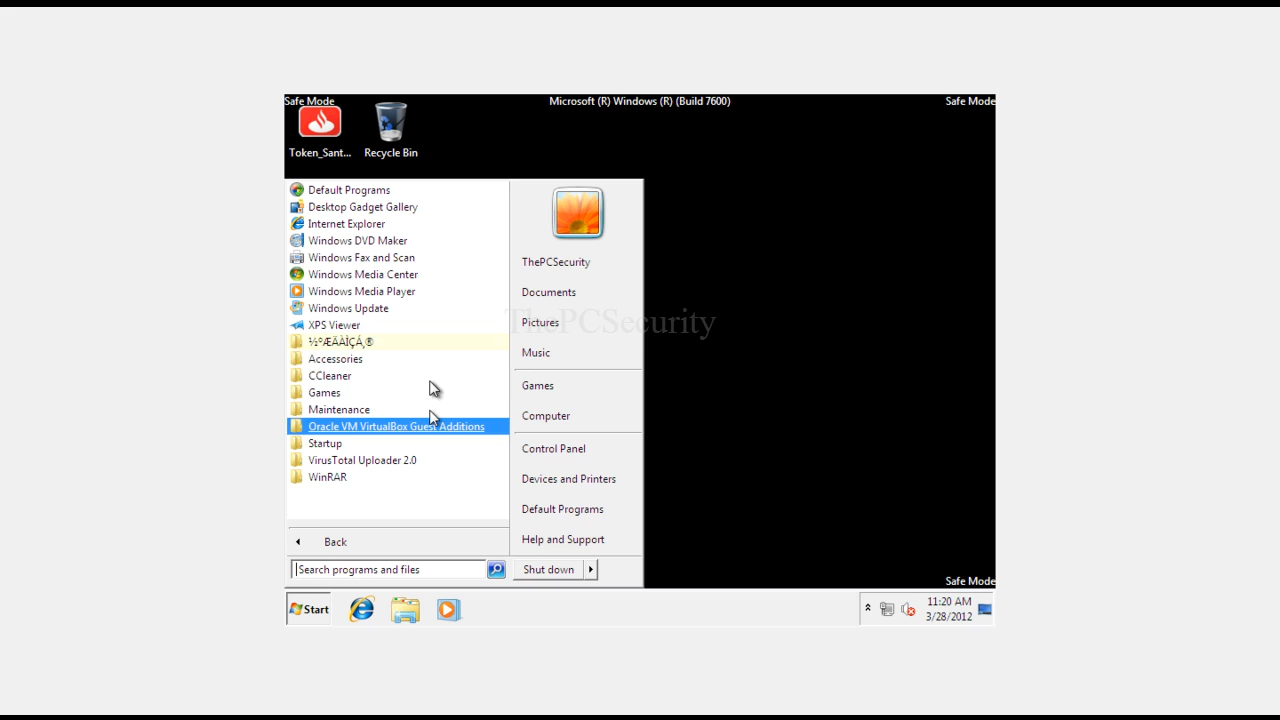 Safe Mode
Microsoft (R) Windows (R) (Build 7600)
Safe Mode
Token_Sant...
Recycle Bin
Default Programs
Desktop Gadget Gallery
Internet Explorer
Windows DVD Maker
Windows Fax and Scan
Windows Media Center
Windows Media Player
Windows Update
XPS Viewer
½ºÆÄÀÌÇÁ¸®
Accessories
CCleaner
Games
Maintenance
Oracle VM VirtualBox Guest Additions
Startup
VirusTotal Uploader 2.0
WinRAR
Back
Search programs and files
ThePCSecurity
Documents
Pictures
Music
Games
Computer
Control Panel
Devices and Printers
Default Programs
Help and Support
Shut down
ThePCSecurity
Safe Mode
Start
11:20 AM
3/28/2012